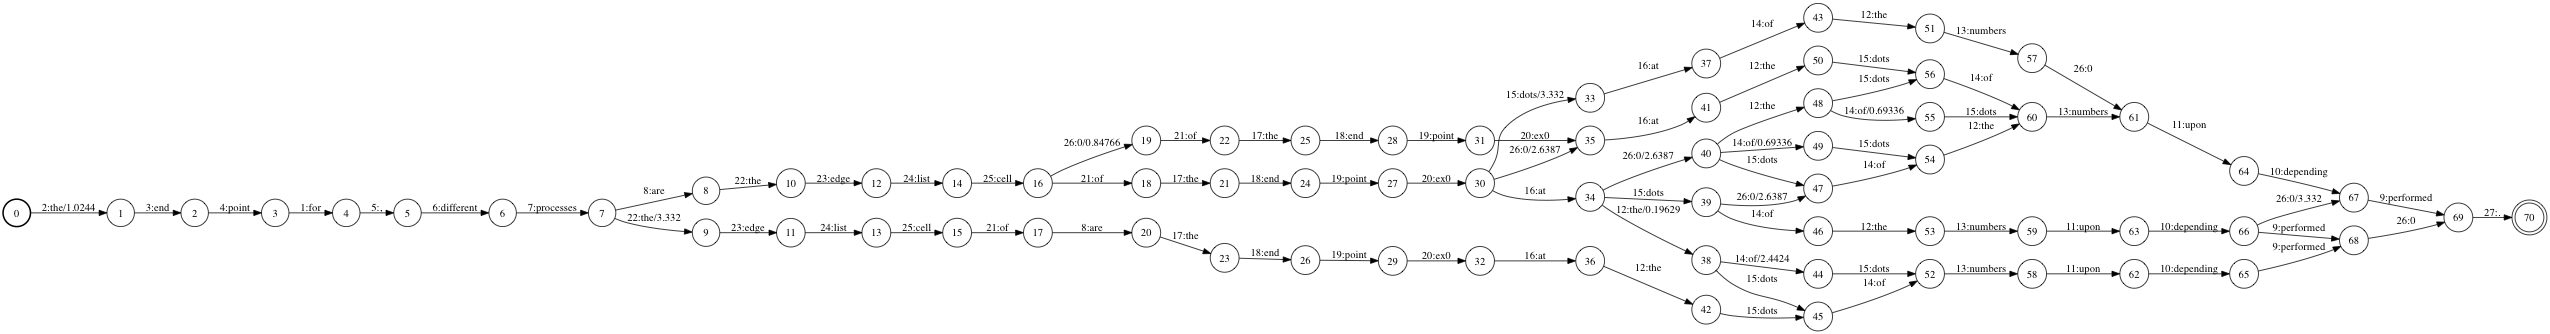 0 2:the/1.0244 1 3:end 2 4:point 3 1:for 4 5:, 5 6:different 6 7:processes 7
8:are 8 22:the 10 23:edge 12 24:list 14 25:cell 16
22:the/3.332 9 23:edge 11 24:list 13 25:cell 15 21:of 17 8:are 20
26:0/0.84766 19 21:of 22 17:the 25 18:end 28 19:point 31 20:ex0 35
21:of 18 17:the 21 18:end 24 19:point 27 20:ex0 30
17:the 23 18:end 26 19:point 29 20:ex0 32 16:at 36
15:dots/3.332 33 16:at 37 14:of 43 12:the 51 13:numbers 57 26:0
26:0/2.6387 16:at 41 12:the 50 15:dots 56 14:of
16:at 34 26:0/2.6387 40 12:the 48 15:dots
14:of/0.69336 55 15:dots 60 13:numbers 61
14:of/0.69336 49 15:dots 54 12:the
15:dots 47 14:of
15:dots 39 26:0/2.6387
14:of 46 12:the 53 13:numbers 59 11:upon 63 10:depending 66
12:the/0.19629 38 14:of/2.4424 44 15:dots 52 13:numbers 58 11:upon 62 10:depending 65
15:dots 45 14:of
12:the 42 15:dots
11:upon 64 10:depending 67 9:performed 69 27:. 70
26:0/3.332
9:performed 68 26:0
9:performed